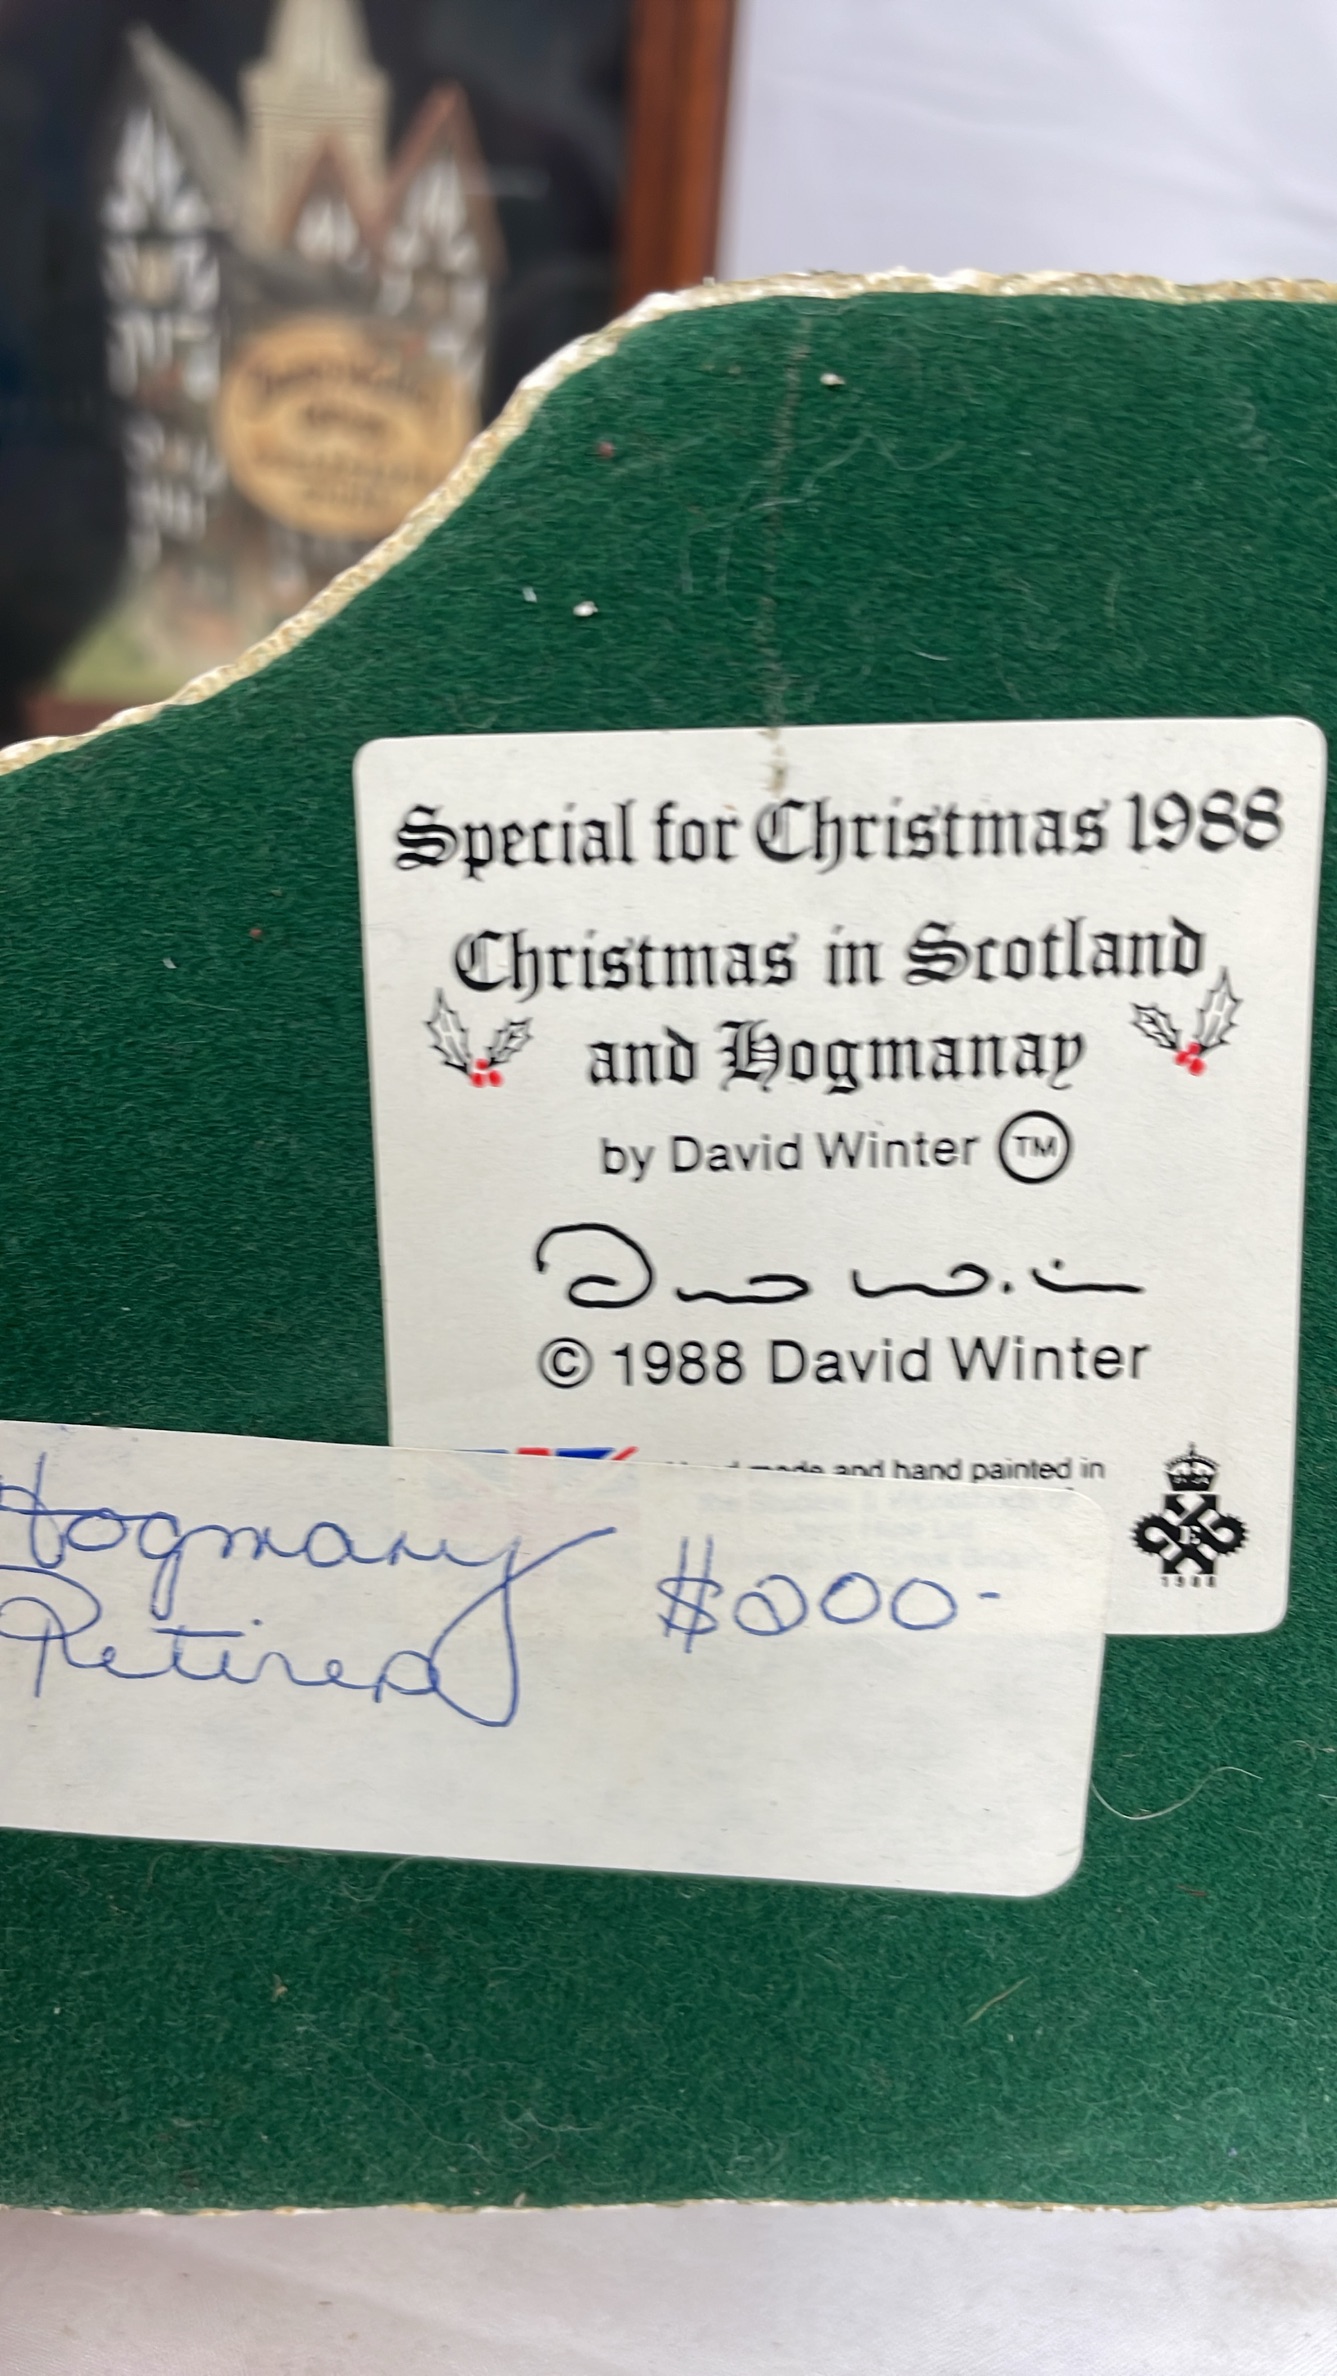 Special for Christmas 1988
Christmas in Scotland
and Hogmanay
by David Winter TM
© 1988 David Winter
made and hand painted in
E
1988
Hogmany $200-
Retired